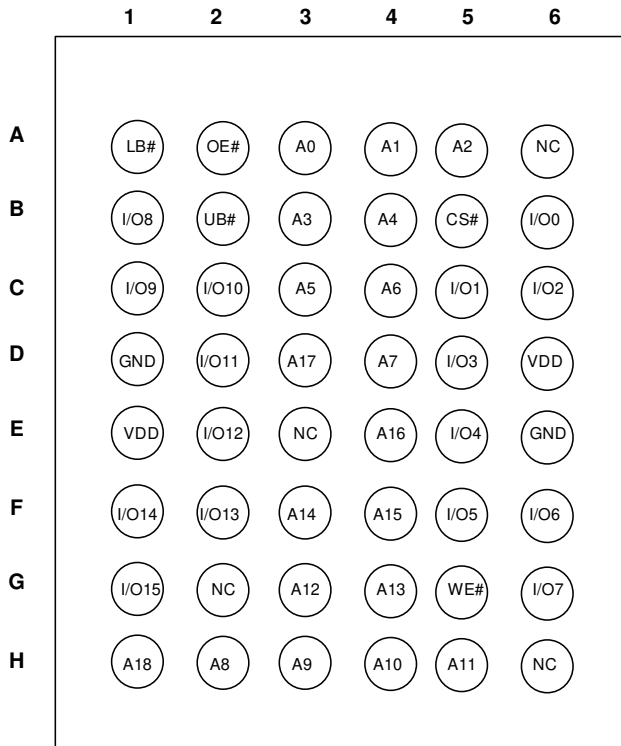 1 2 3 4 5 6
A LB# OE# A0 A1 A2 NC
B I/O8 UB# A3 A4 CS# I/O0
C I/O9 I/O10 A5 A6 I/O1 I/O2
D GND I/O11 A17 A7 I/O3 VDD
E VDD I/O12 NC A16 I/O4 GND
F I/O14 I/O13 A14 A15 I/O5 I/O6
G I/O15 NC A12 A13 WE# I/O7
H A18 A8 A9 A10 A11 NC